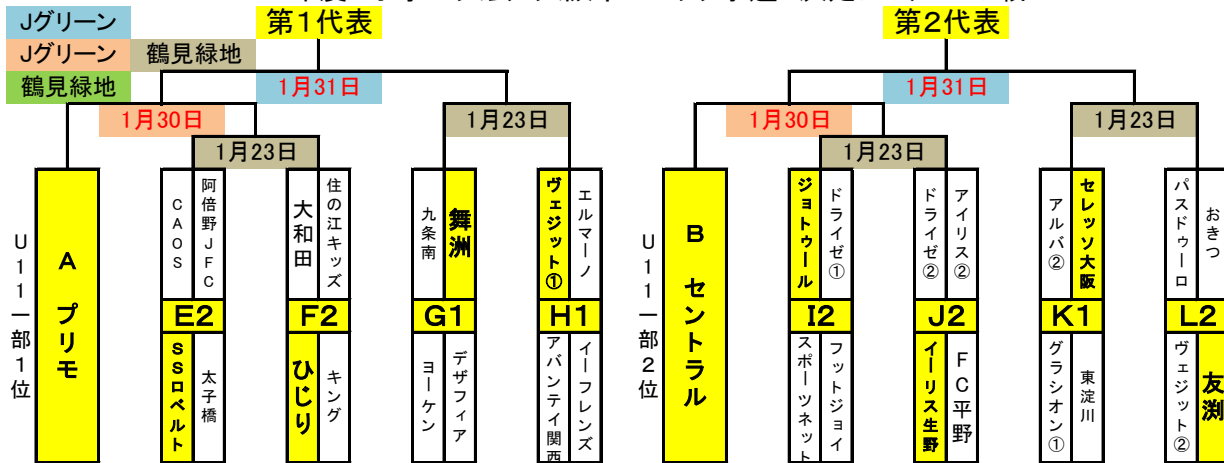 Jグリーン
第1代表
第2代表
Jグリーン
鶴見緑地
鶴見緑地
1月31日
1月31日
1月30日
1月23日
1月30日
1月23日
1月23日
1月23日
U11一部1位
A プリモ
CAOS
阿倍野JFC
大和田
住の江キッズ
九条南
舞洲
ヴェジット①
エルマーノ
E2
F2
G1
H1
SSロベルト
太子橋
ひじり
キング
ヨーケン
デザフィア
アバンティ関西
イーフレンズ
U11一部2位
B セントラル
ジョトゥール
ドライゼ①
ドライゼ②
アイリス②
アルバ②
セレッソ大阪
パスドゥーロ
おきつ
I2
J2
K1
L2
スポーツネット
フットジョイ
イーリス生野
FC平野
グラシオン①
東淀川
ヴェジット②
友渕